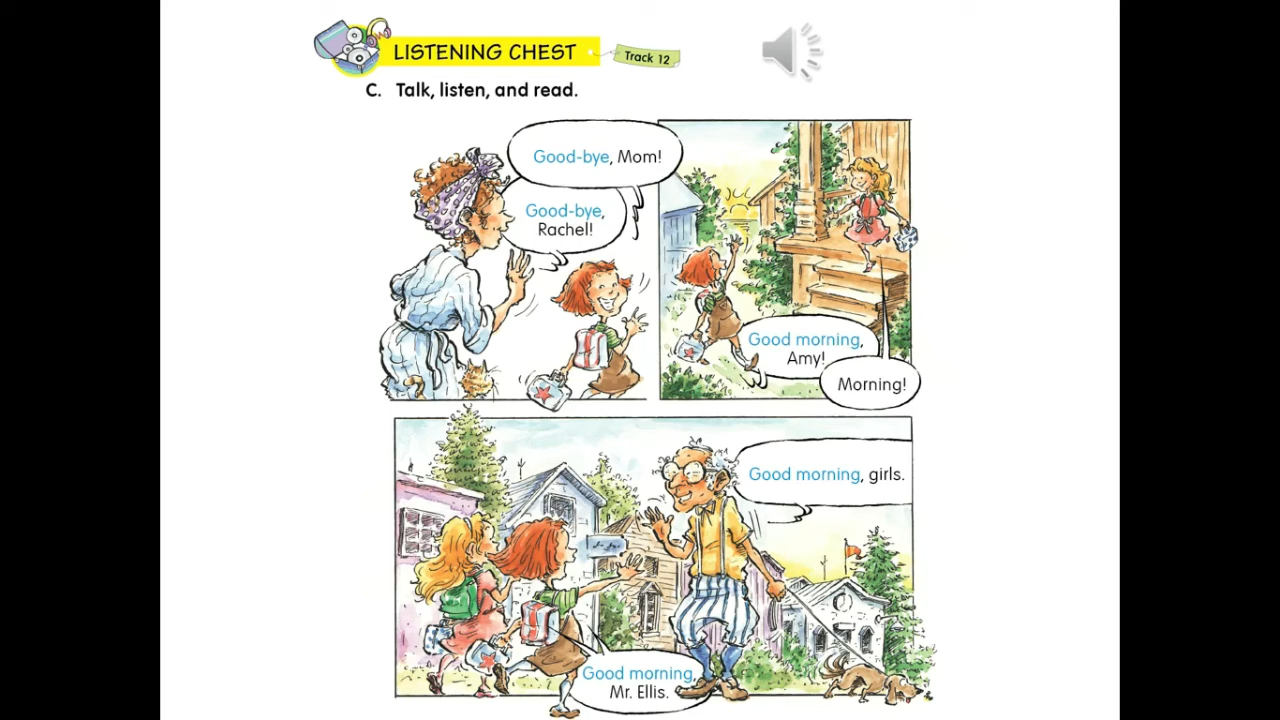 LISTENING CHEST
Track 12
C. Talk, listen, and read.
Good-bye, Mom!
Good-bye,
Rachel!
Good morning,
Amy!
Morning!
Good morning, girls.
Good morning,
Mr. Ellis.